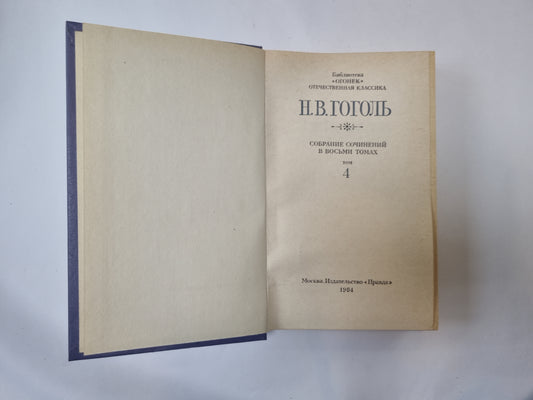 Библиотека
«ОГОНЕК»
ОТЕЧЕСТВЕННАЯ КЛАССИКА
Н.В.ГОГОЛЬ
СОБРАНИЕ СОЧИНЕНИЙ
В ВОСЬМИ ТОМАХ
ТОМ
4
Москва. Издательство «Правда»
1984